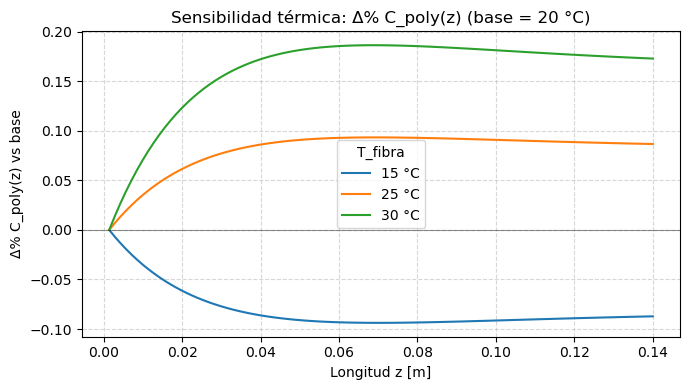 Sensibilidad térmica: Δ% C_poly(z) (base = 20 °C)
Δ% C_poly(z) vs base
0.20
0.15
0.10
0.05
0.00
−0.05
−0.10
T_fibra
15 °C
25 °C
30 °C
0.00 0.02 0.04 0.06 0.08 0.10 0.12 0.14
Longitud z [m]